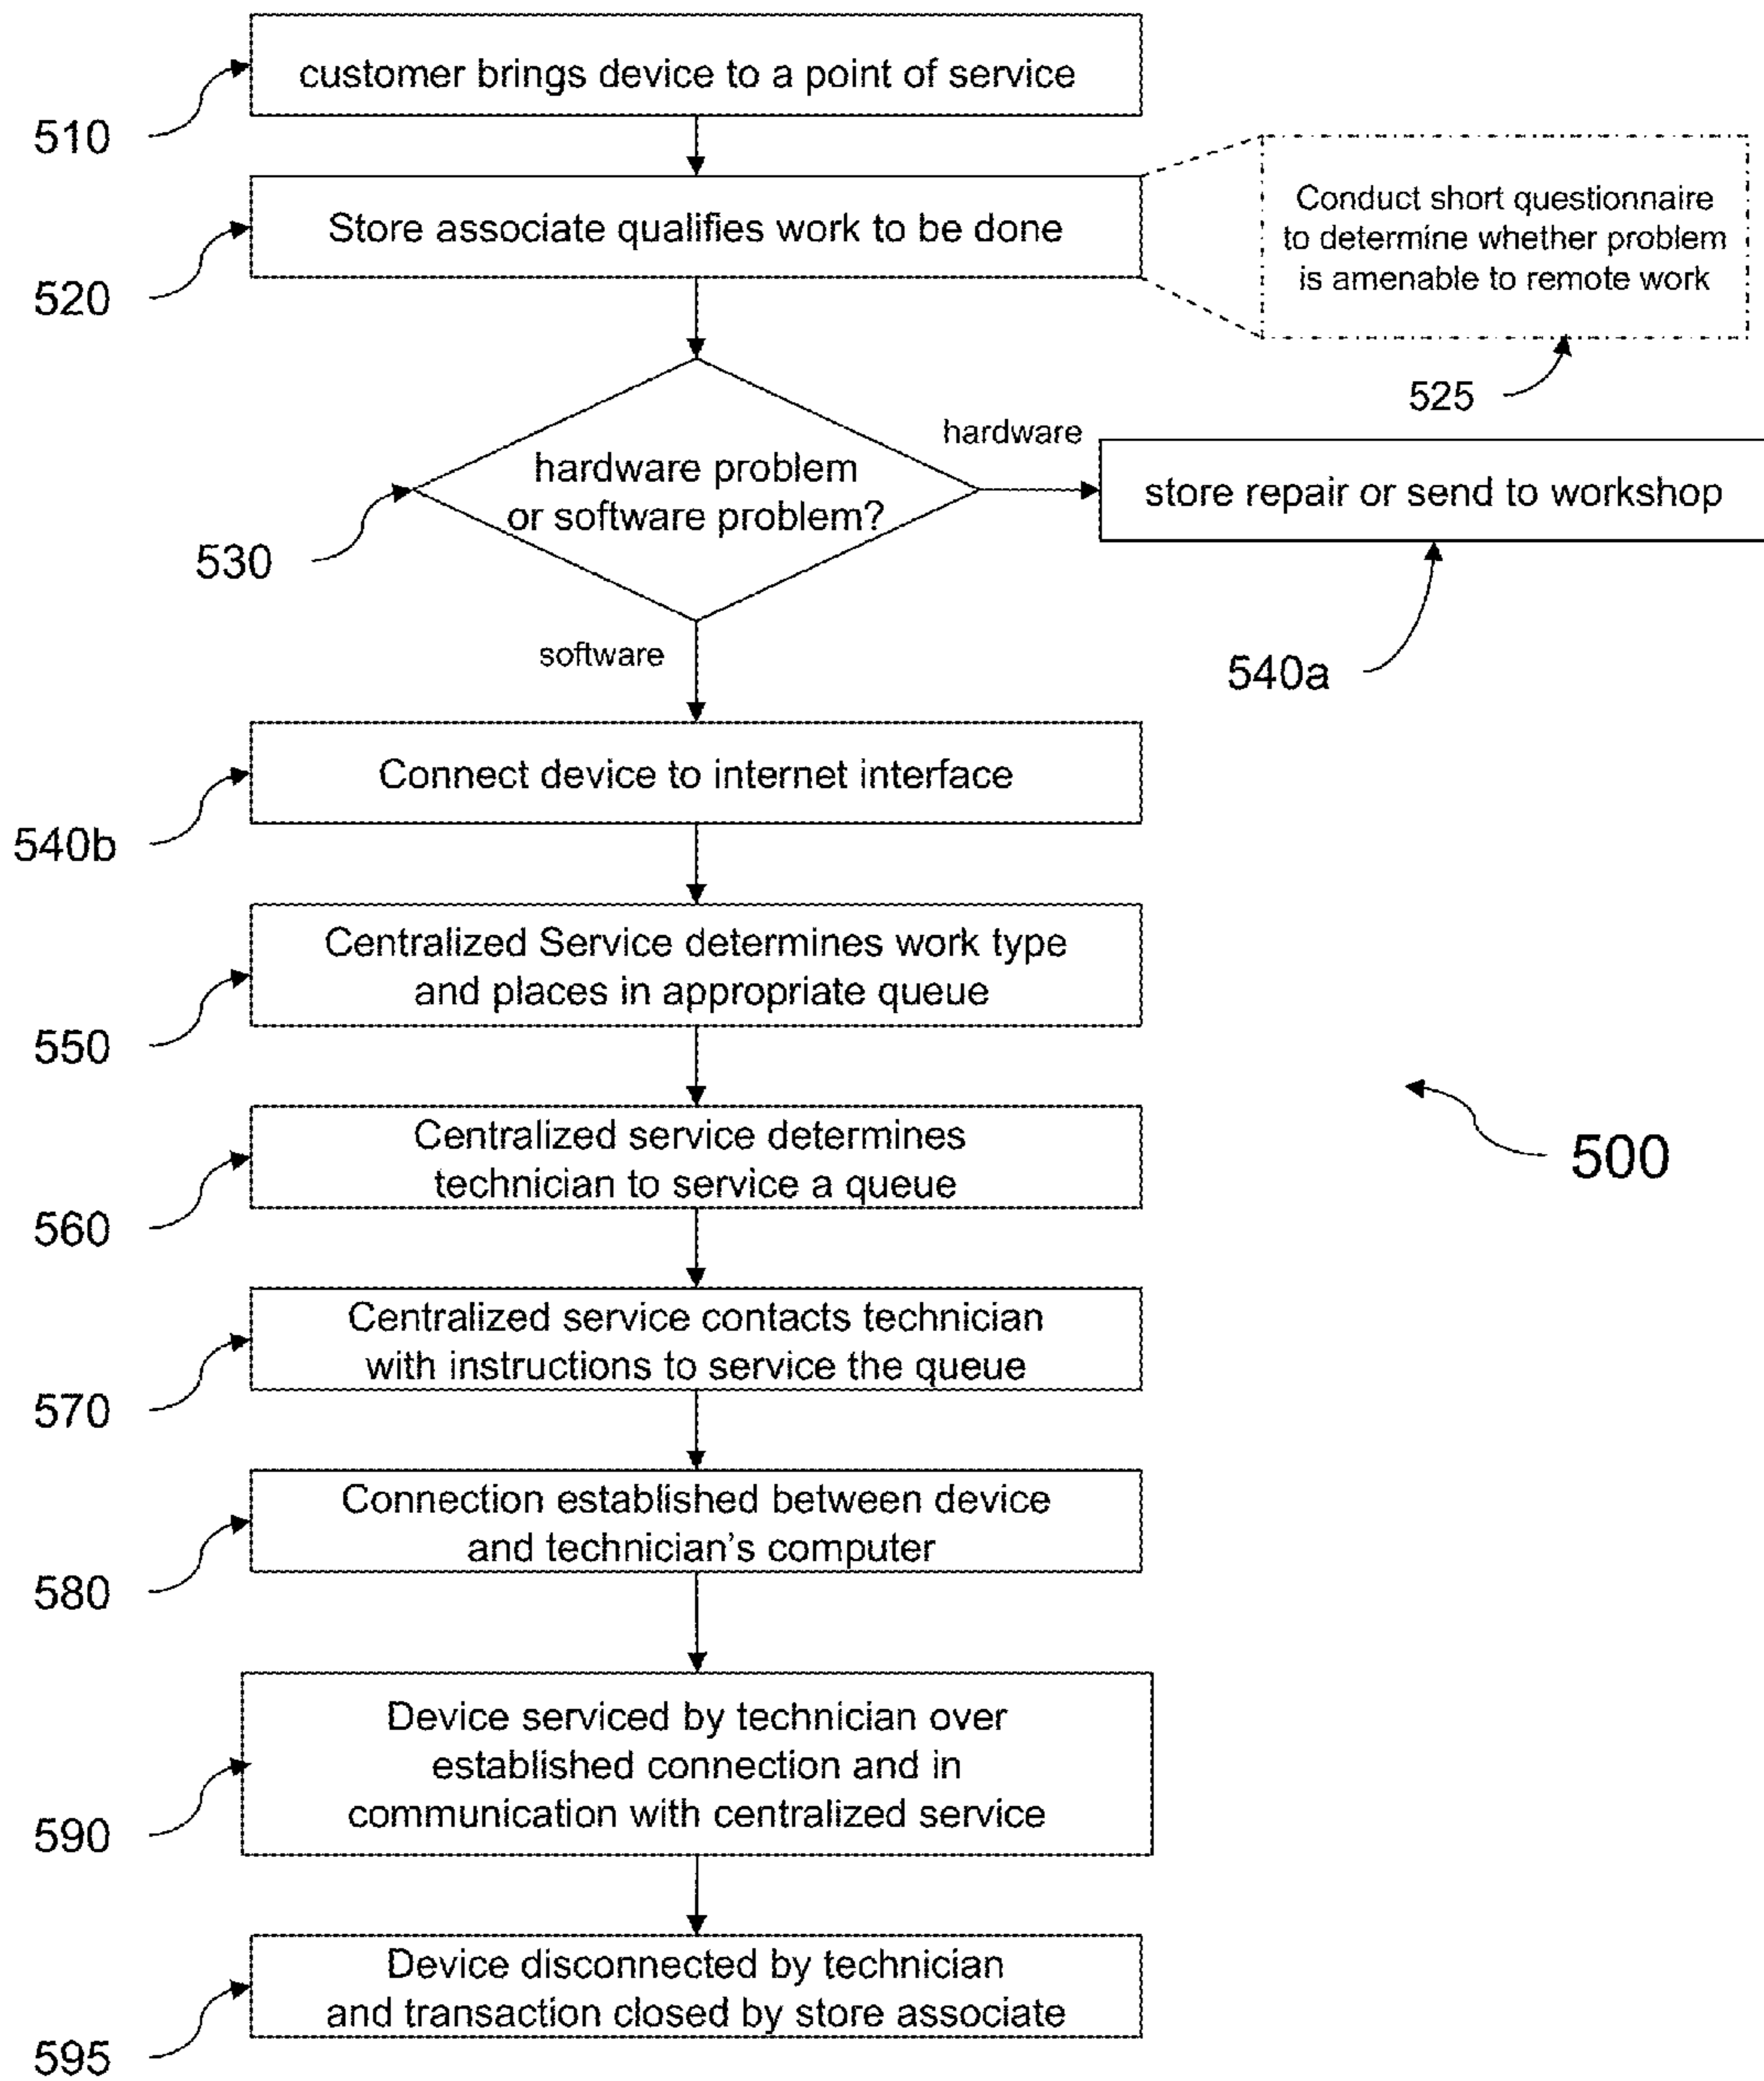 customer brings device to a point of service
510
Store associate qualifies work to be done
520
Conduct short questionnaire
to determine whether problem
is amenable to remote work
525
hardware problem
or software problem?
530
hardware
store repair or send to workshop
540a
software
Connect device to internet interface
540b
Centralized Service determines work type
and places in appropriate queue
550
Centralized service determines
technician to service a queue
560
500
Centralized service contacts technician
with instructions to service the queue
570
Connection established between device
and technician's computer
580
Device serviced by technician over
established connection and in
communication with centralized service
590
Device disconnected by technician
and transaction closed by store associate
595